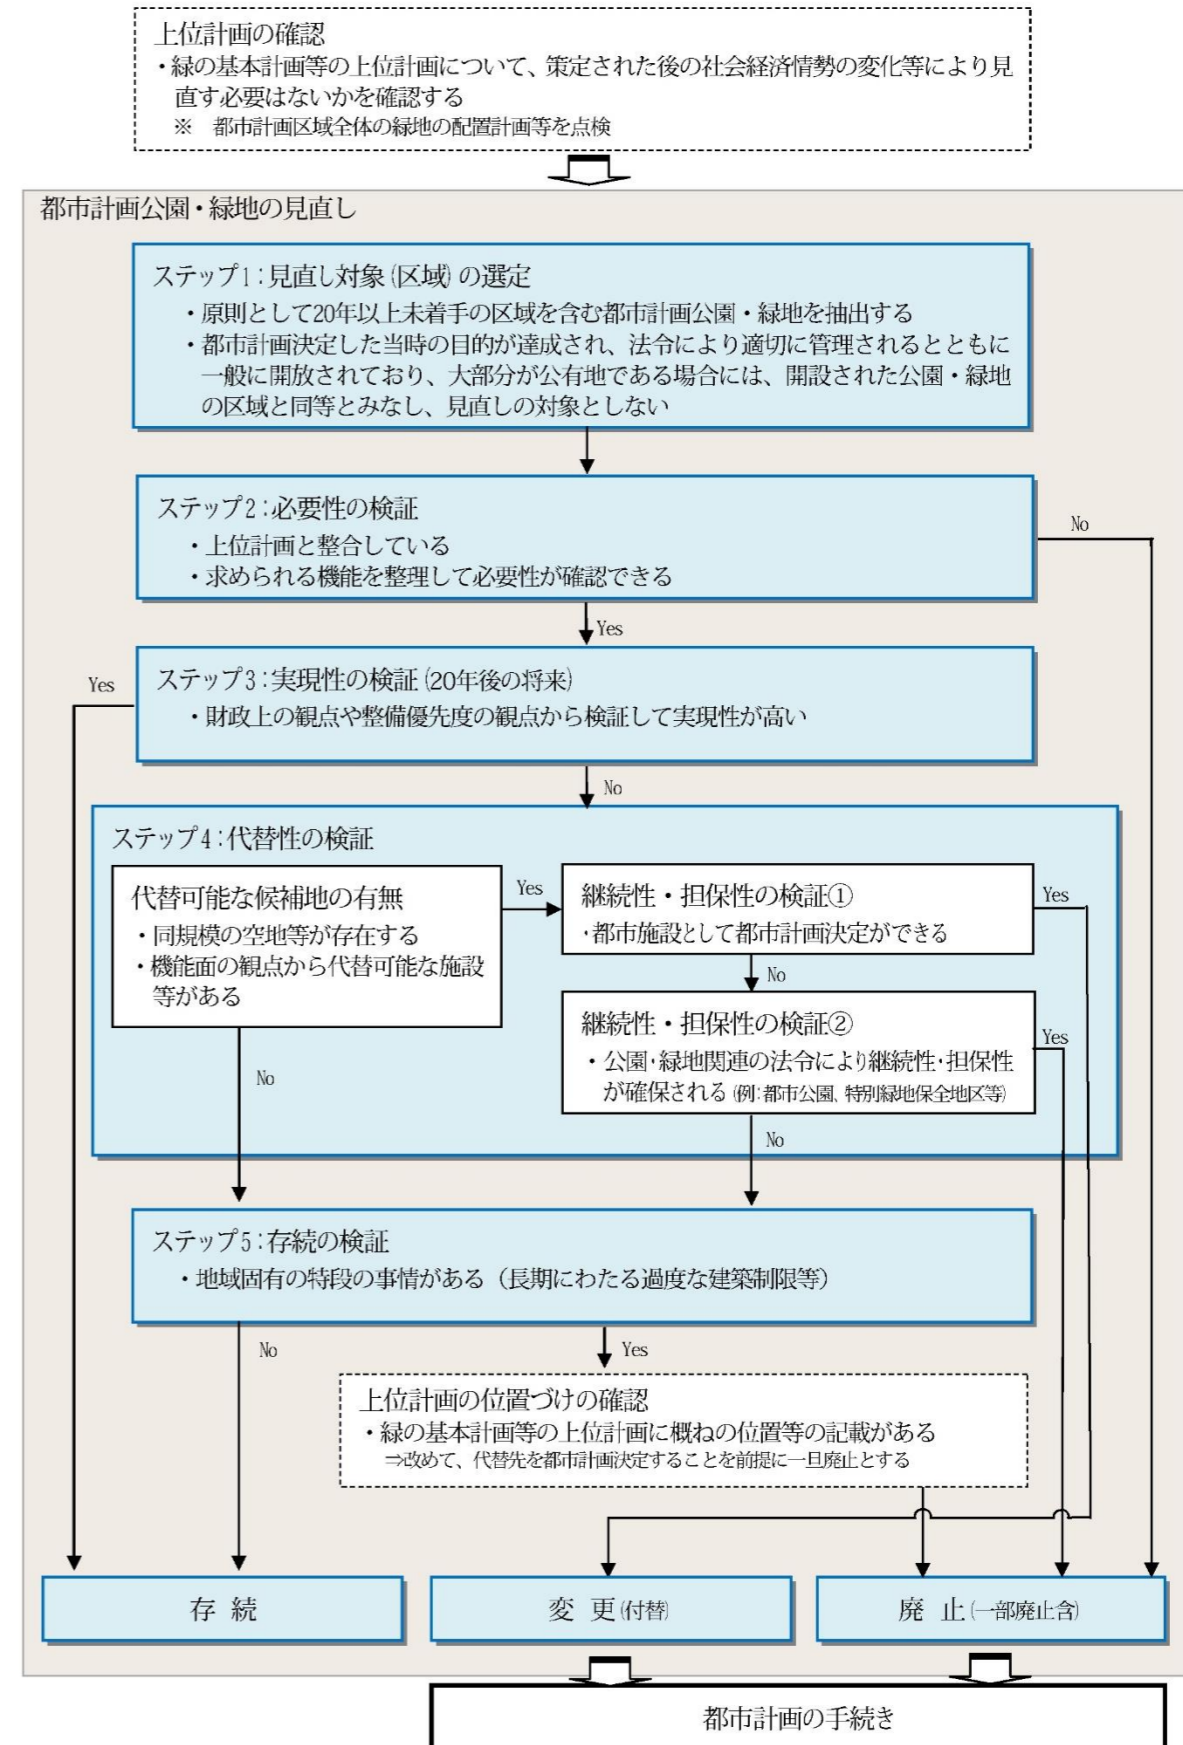 上位計画の確認
・緑の基本計画等の上位計画について、策定された後の社会経済情勢の変化等により見
直す必要はないかを確認する
※ 都市計画区域全体の緑地の配置計画等を点検
都市計画公園・緑地の見直し
ステップ1:見直し対象(区域)の選定
・原則として20年以上未着手の区域を含む都市計画公園・緑地を抽出する
・都市計画決定した当時の目的が達成され、法令により適切に管理されるとともに
一般に開放されており、大部分が公有地である場合には、開設された公園・緑地
の区域と同等とみなし、見直しの対象としない
ステップ2:必要性の検証
・上位計画と整合している
・求められる機能を整理して必要性が確認できる
No
Yes
ステップ3:実現性の検証(20年後の将来)
・財政上の観点や整備優先度の観点から検証して実現性が高い
Yes
No
ステップ4:代替性の検証
代替可能な候補地の有無
・同規模の空地等が存在する
・機能面の観点から代替可能な施設
等がある
Yes
継続性・担保性の検証①
・都市施設として都市計画決定ができる
Yes
No
継続性・担保性の検証②
・公園・緑地関連の法令により継続性・担保性
が確保される(例:都市公園、特別緑地保全地区等)
Yes
No
No
ステップ5:存続の検証
・地域固有の特段の事情がある(長期にわたる過度な建築制限等)
No
Yes
上位計画の位置づけの確認
・緑の基本計画等の上位計画に概ねの位置等の記載がある
⇒改めて、代替先を都市計画決定することを前提に一旦廃止とする
存 続
変 更(付替)
廃 止(一部廃止含)
都市計画の手続き